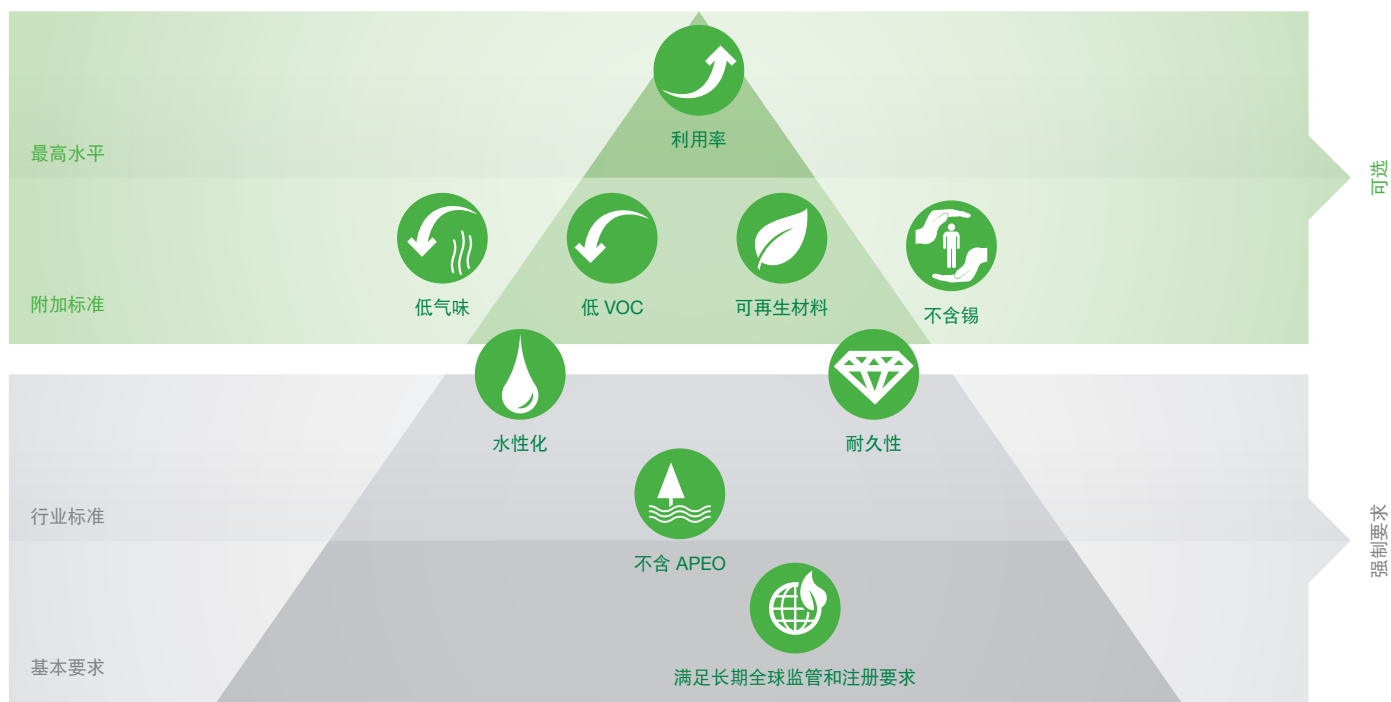 利用率
最高水平
可选
低气味
低 VOC
可再生材料
不含锡
附加标准
水性化
耐久性
行业标准
强制要求
不含 APEO
基本要求
满足长期全球监管和注册要求